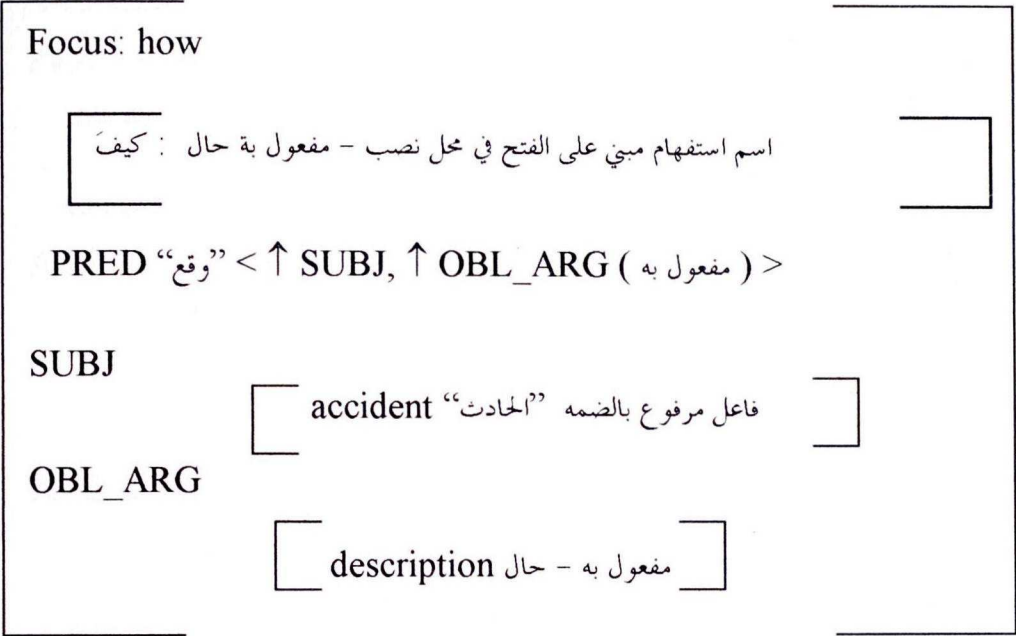 Focus: how
اسم استفهام مبني على الفتح في محل نصب – مفعول بة حال : كيفَ
PRED “وقع” < ↑ SUBJ, ↑ OBL_ARG ( مفعول به ) >
SUBJ
فاعل مرفوع بالضمه “الحادث” accident
OBL_ARG
مفعول به – حال description